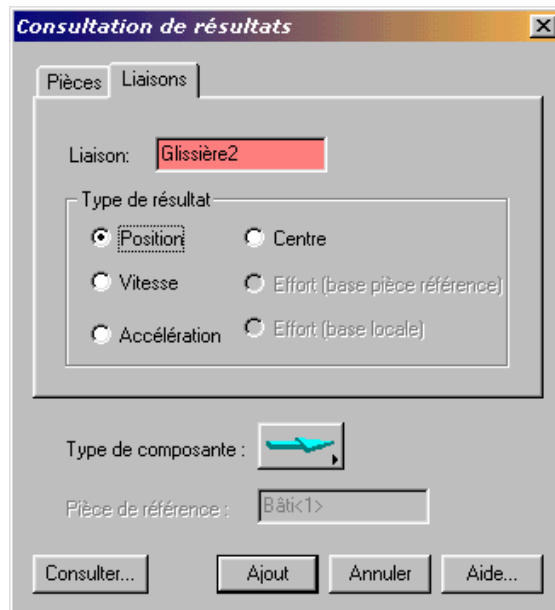 Consultation de résultats
Pièces Liaisons
Liaison: Glissière2
Type de résultat
Position Centre
Vitesse Effort (base pièce référence)
Accélération Effort (base locale)
Type de composante :
Pièce de référence : Bâti<1>
Consulter... Ajout Annuler Aide...